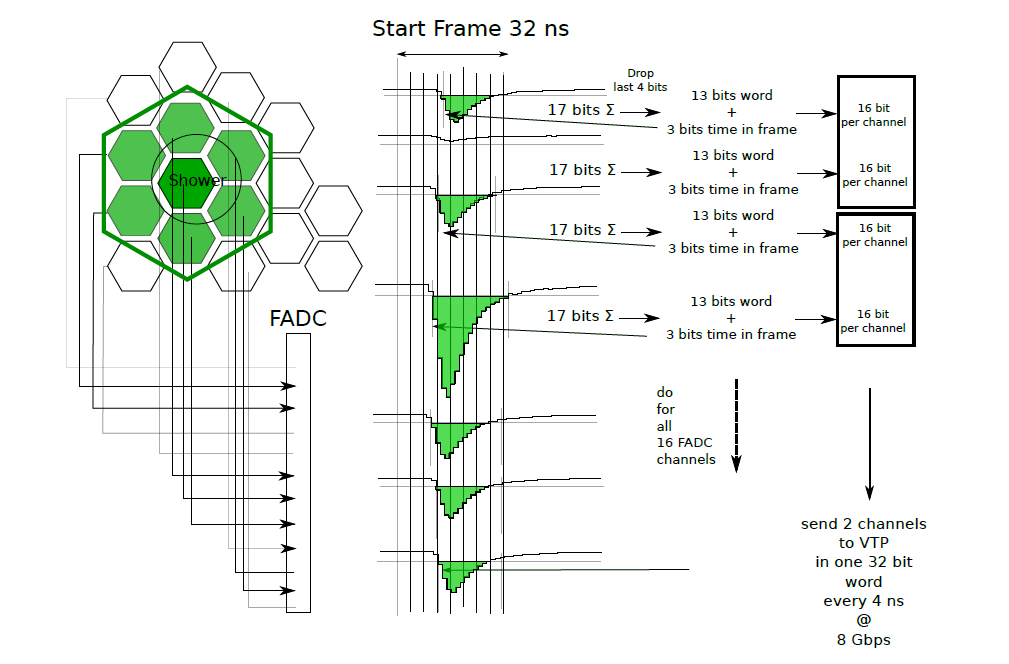 Start Frame 32 ns
Shower
FADC
Drop
last 4 bits
17 bits Σ
13 bits word
+
3 bits time in frame
16 bit
per channel
17 bits Σ
13 bits word
+
3 bits time in frame
16 bit
per channel
17 bits Σ
13 bits word
+
3 bits time in frame
16 bit
per channel
17 bits Σ
13 bits word
+
3 bits time in frame
16 bit
per channel
do
for
all
16 FADC
channels
send 2 channels
to VTP
in one 32 bit
word
every 4 ns
@
8 Gbps